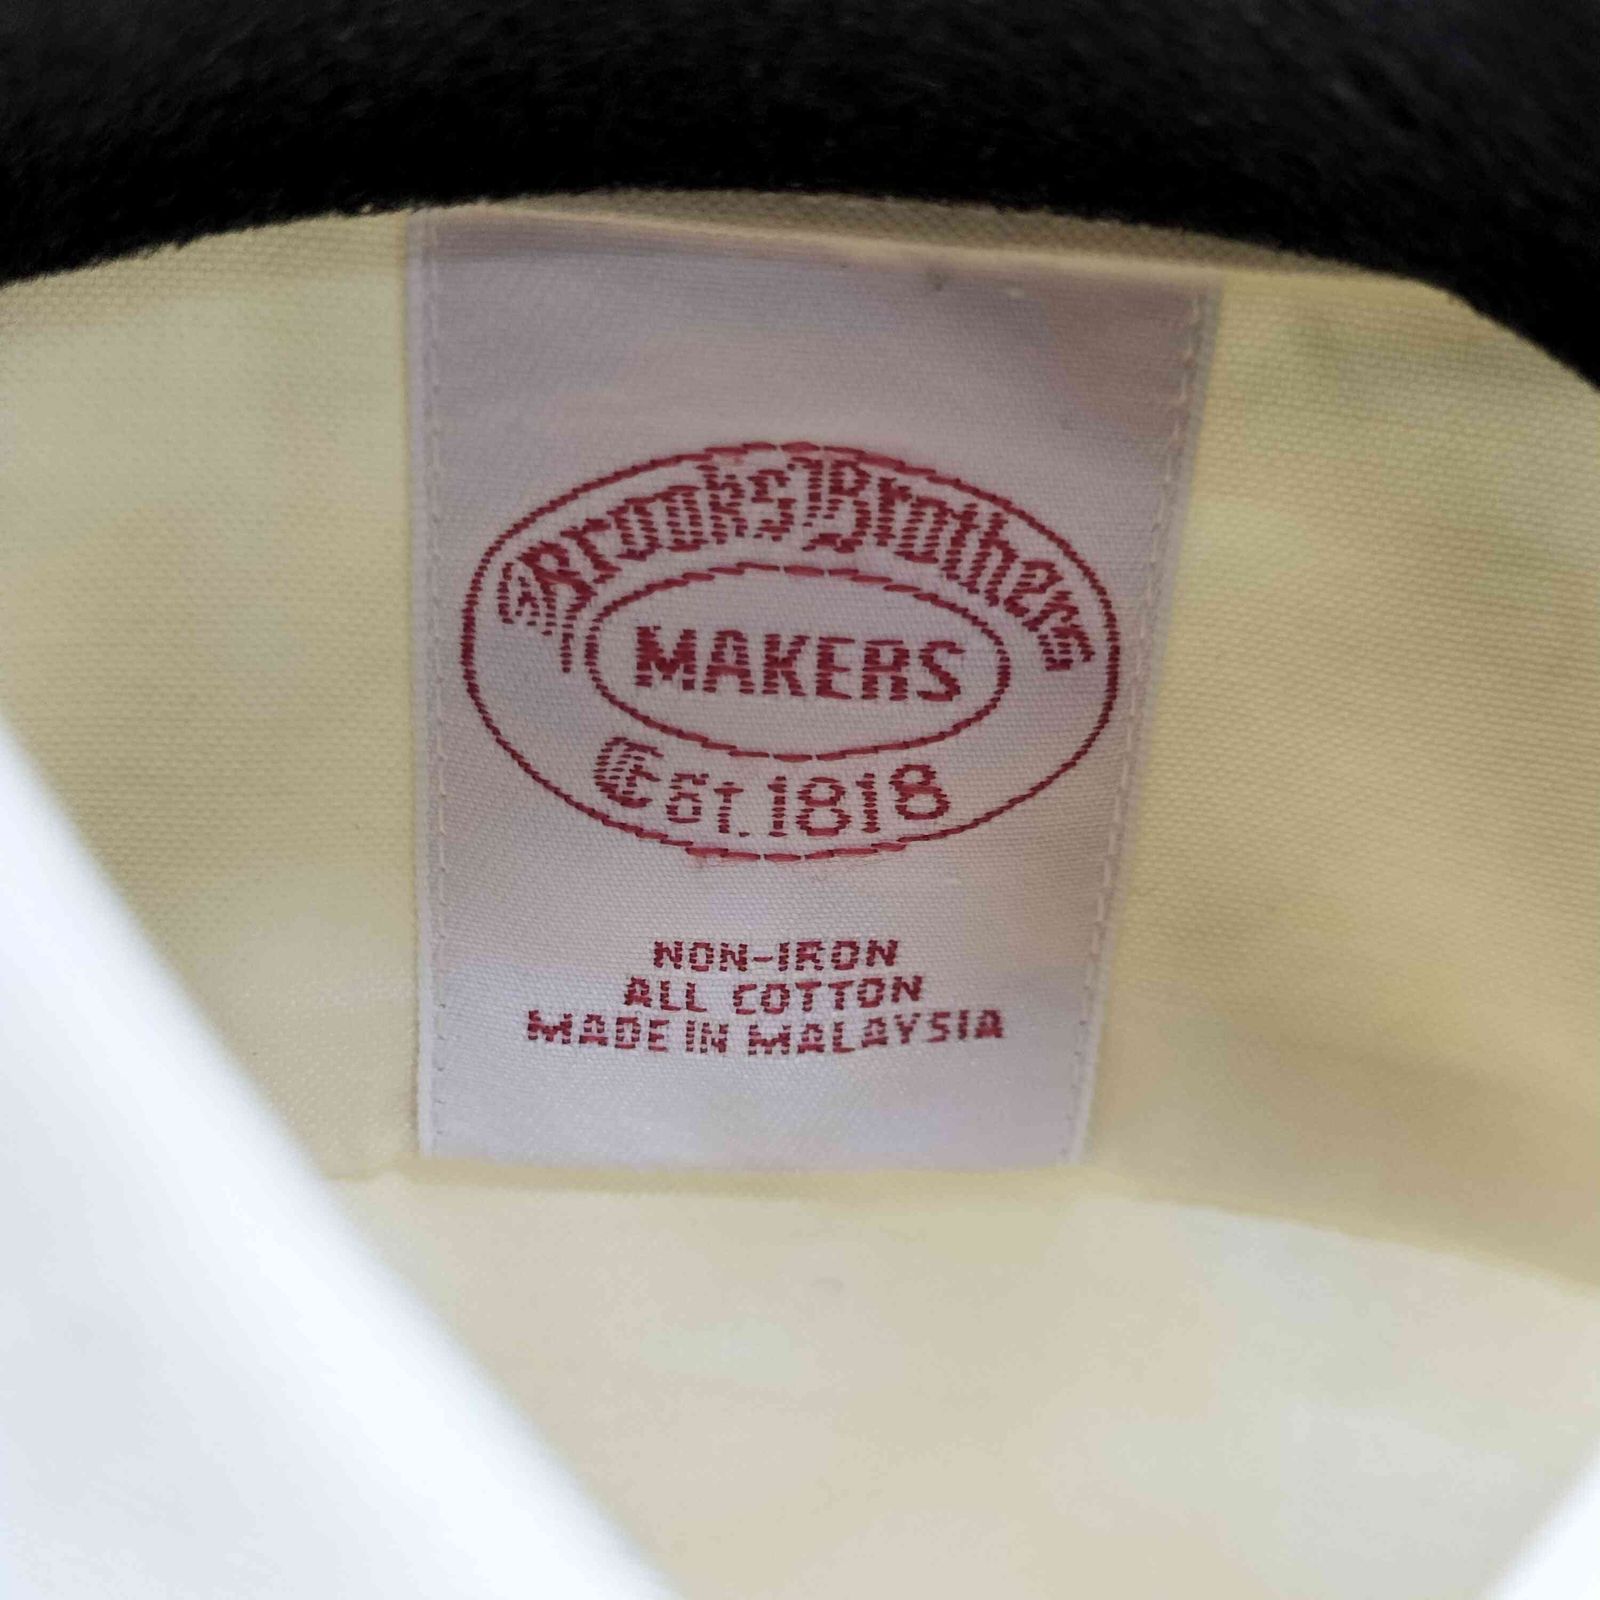 Brooks Brothers
MAKERS
Est. 1818
NON-IRON
ALL COTTON
MADE IN MALAYSIA